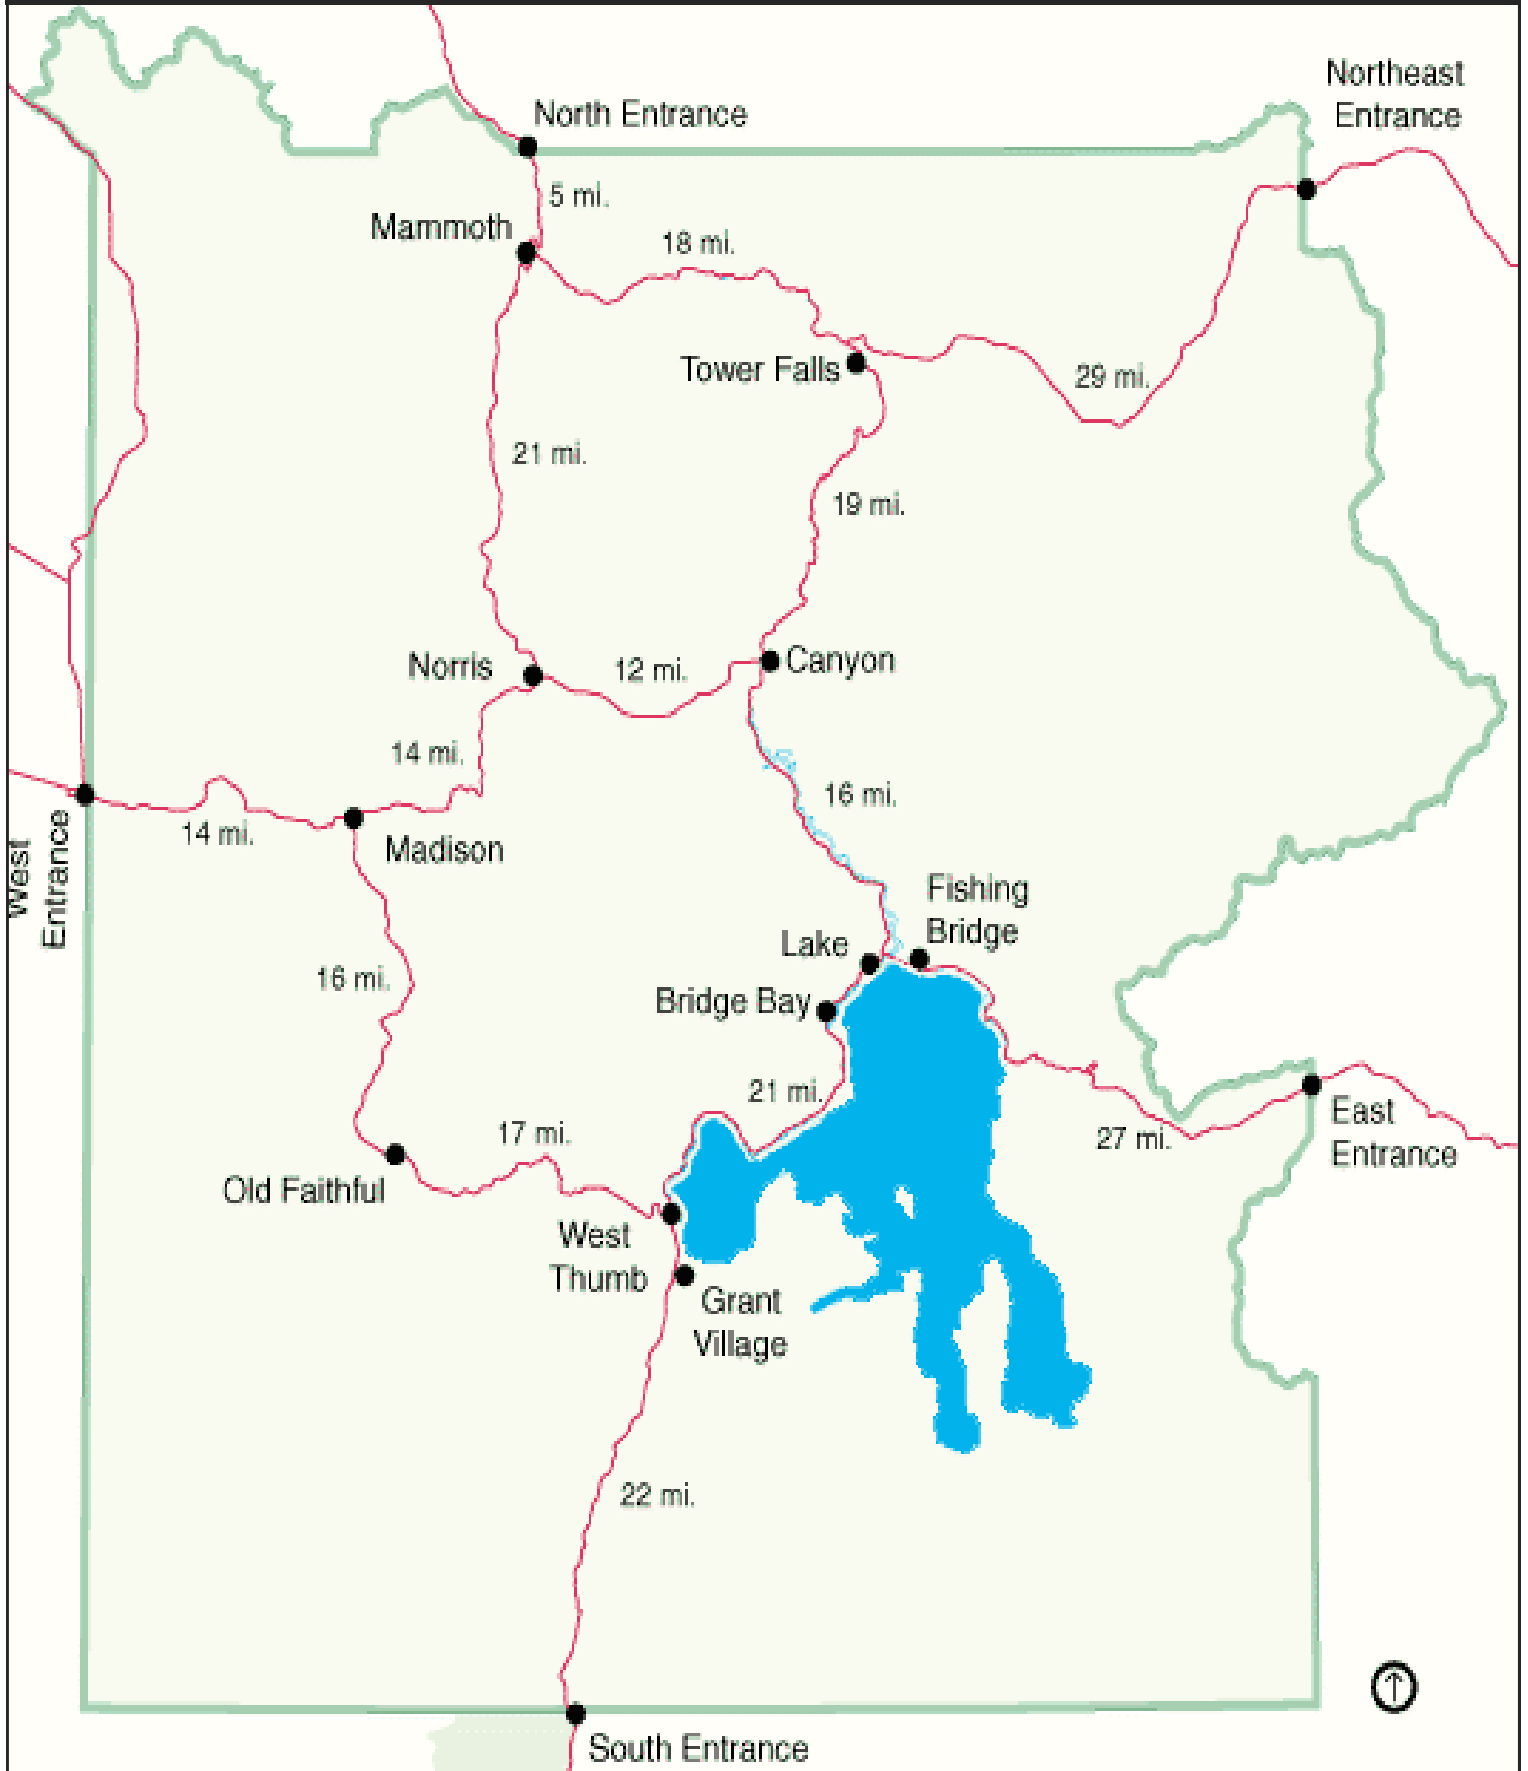 Northeast
Entrance
North Entrance
5 mi.
Mammoth
18 mi.
Tower Falls
29 mi.
21 mi.
19 mi.
Norris
12 mi.
Canyon
14 mi.
16 mi.
West
Entrance
14 mi.
Madison
Fishing
Bridge
Lake
16 mi.
Bridge Bay
21 mi.
East
Entrance
27 mi.
17 mi.
Old Faithful
West
Thumb
Grant
Village
22 mi.
South Entrance